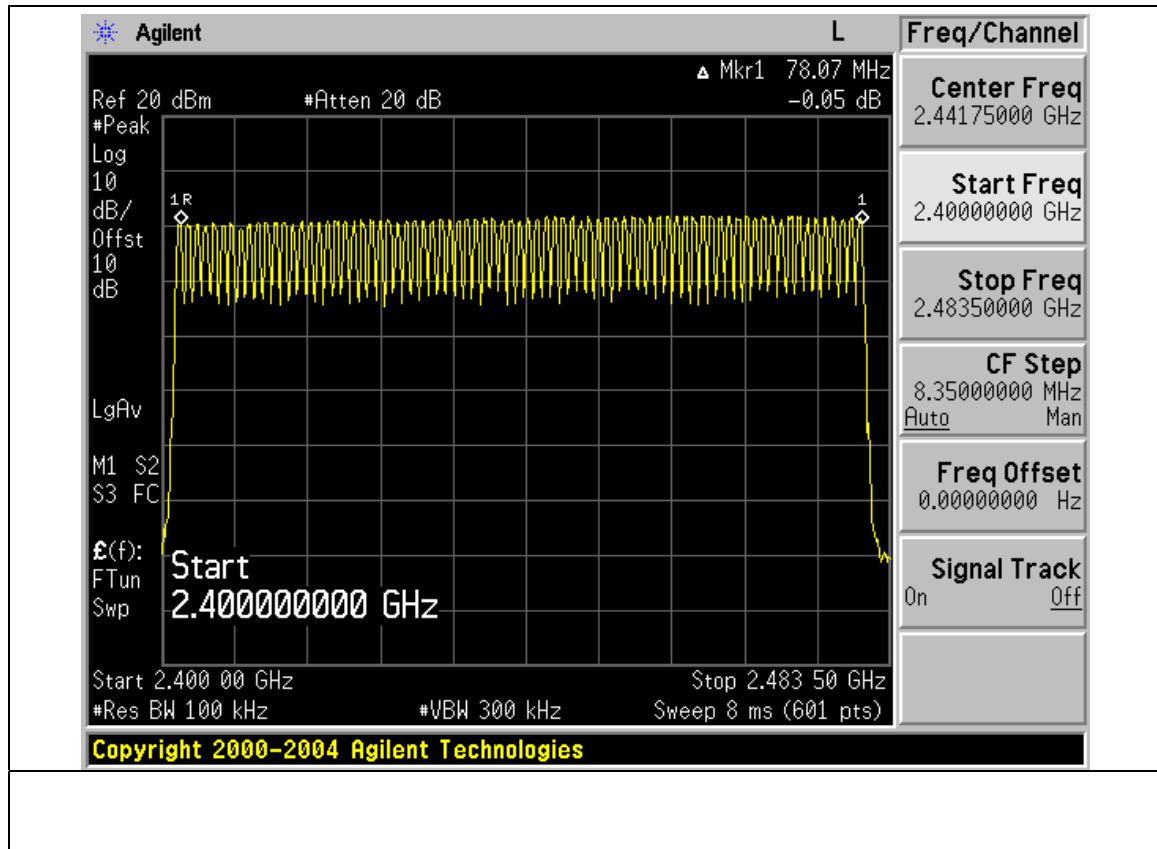 Agilent
L
Freq/Channel
▵ Mkr1 78.07 MHz
Ref 20 dBm #Atten 20 dB -0.05 dB
#Peak
Log
10
dB/
Offst
10
dB
1R
1
LgAv
M1 S2
S3 FC
£(f):
FTun
Swp
Start
2.400000000 GHz
Start 2.400 00 GHz Stop 2.483 50 GHz
#Res BW 100 kHz #VBW 300 kHz Sweep 8 ms (601 pts)
Center Freq
2.44175000 GHz
Start Freq
2.40000000 GHz
Stop Freq
2.48350000 GHz
CF Step
8.35000000 MHz
Auto Man
Freq Offset
0.00000000 Hz
Signal Track
On Off
Copyright 2000-2004 Agilent Technologies